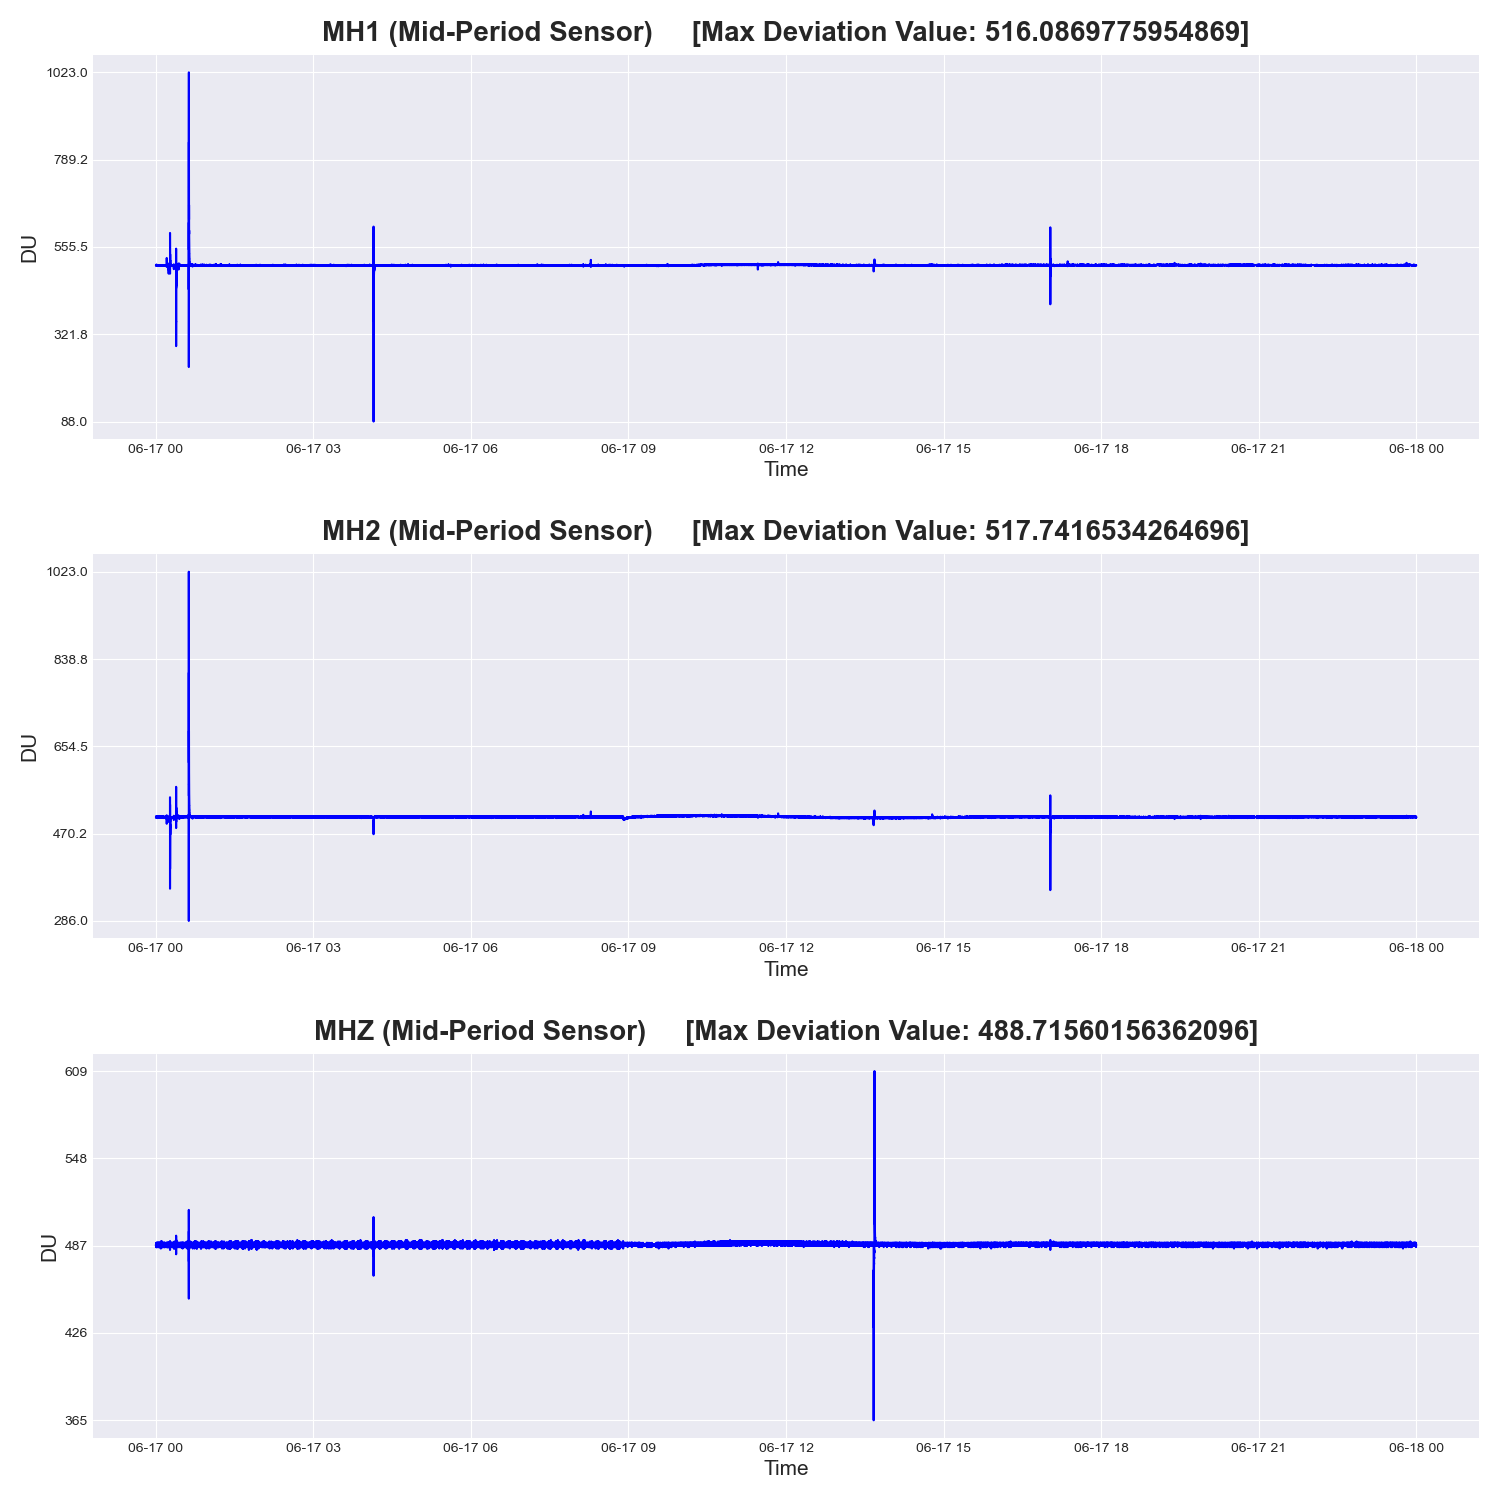 MH1 (Mid-Period Sensor) [Max Deviation Value: 516.0869775954869]
1023.0
789.2
555.5
321.8
88.0
DU
06-17 00 06-17 03 06-17 06 06-17 09 06-17 12 06-17 15 06-17 18 06-17 21 06-18 00
Time
MH2 (Mid-Period Sensor) [Max Deviation Value: 517.7416534264696]
1023.0
838.8
654.5
470.2
286.0
DU
06-17 00 06-17 03 06-17 06 06-17 09 06-17 12 06-17 15 06-17 18 06-17 21 06-18 00
Time
MHZ (Mid-Period Sensor) [Max Deviation Value: 488.71560156362096]
609
548
487
426
365
DU
06-17 00 06-17 03 06-17 06 06-17 09 06-17 12 06-17 15 06-17 18 06-17 21 06-18 00
Time